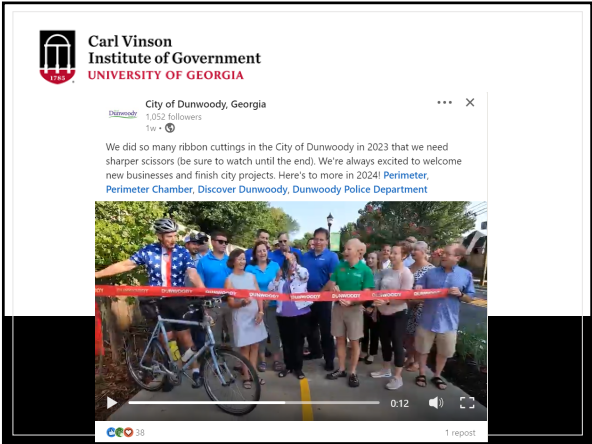 1785
Carl Vinson
Institute of Government
UNIVERSITY OF GEORGIA
Dunwoody
City of Dunwoody, Georgia
1,052 followers
1w •
We did so many ribbon cuttings in the City of Dunwoody in 2023 that we need
sharper scissors (be sure to watch until the end). We're always excited to welcome
new businesses and finish city projects. Here's to more in 2024! Perimeter,
Perimeter Chamber, Discover Dunwoody, Dunwoody Police Department
DUNWOODY DUNWOODY DUNWOODY DUNWOODY DUNWOODY
0:12
38
1 repost